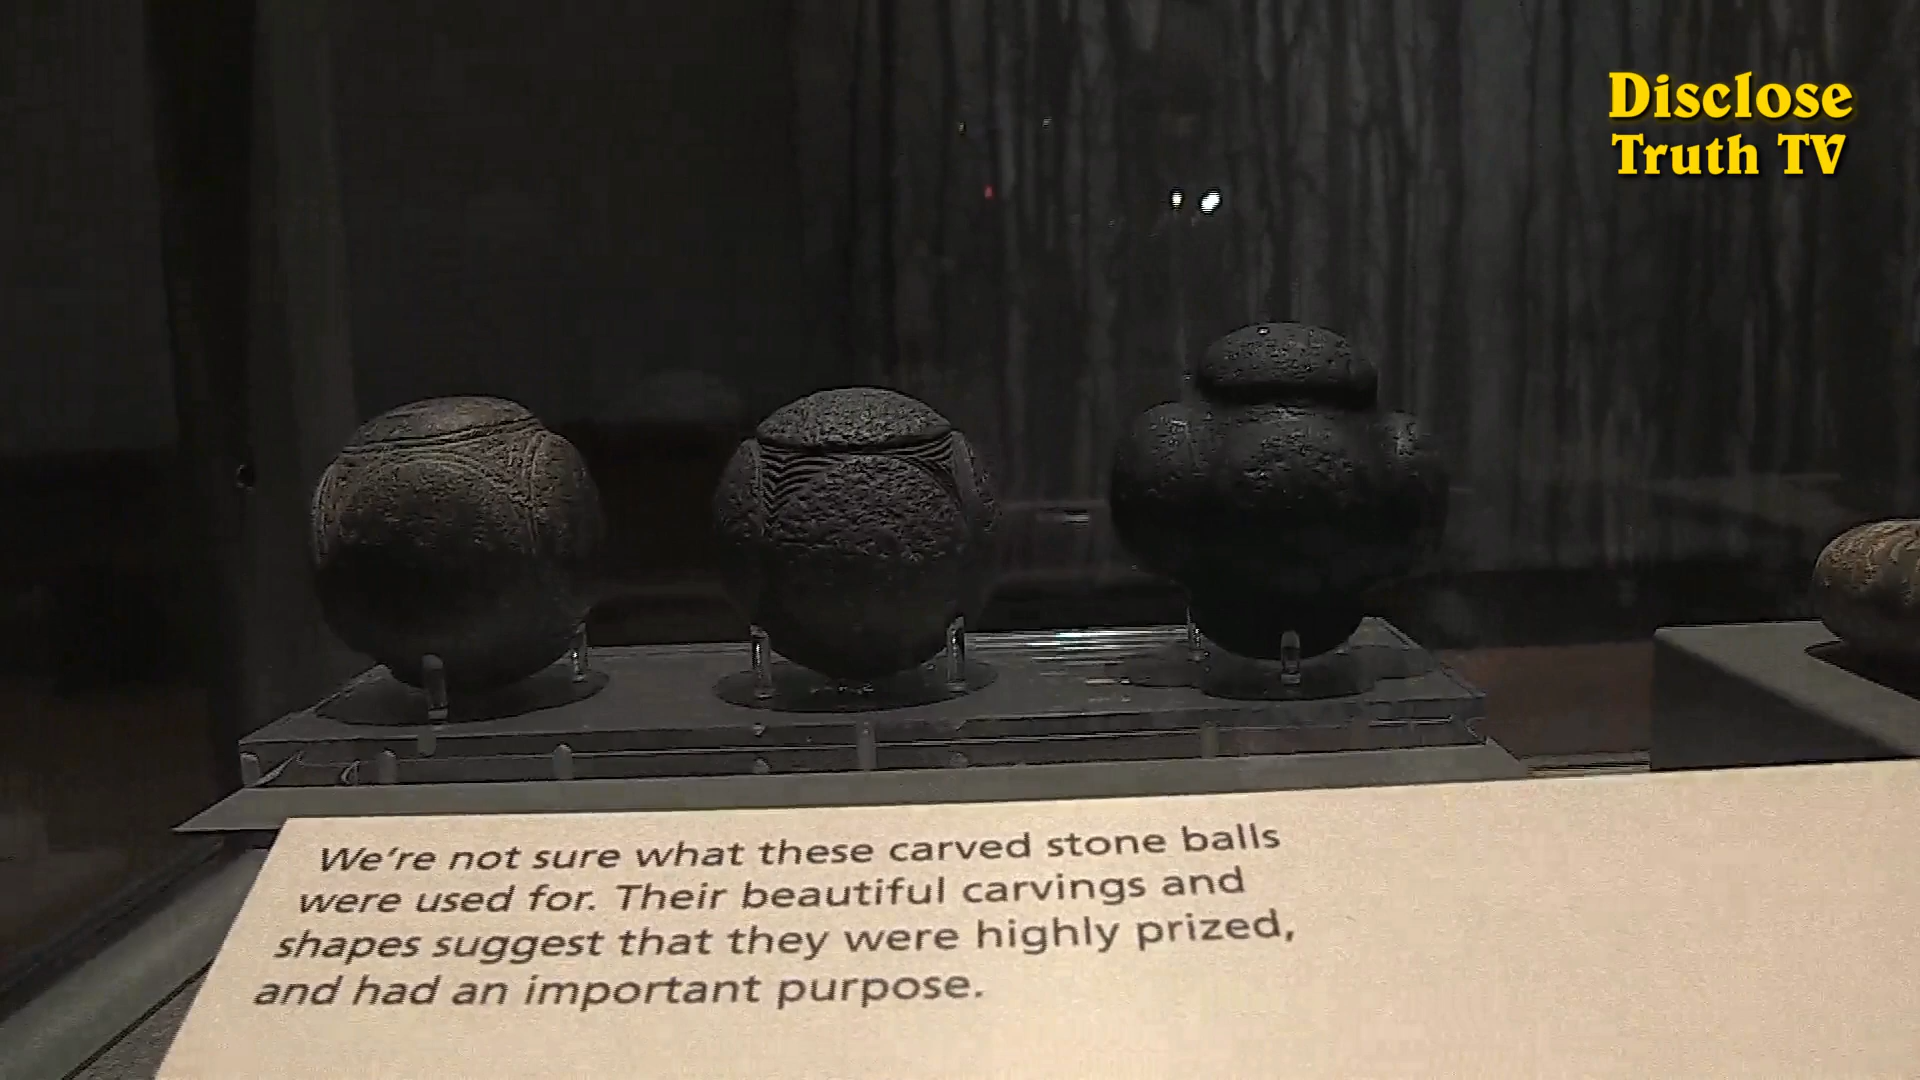 Disclose
Truth TV
We're not sure what these carved stone balls
were used for. Their beautiful carvings and
shapes suggest that they were highly prized,
and had an important purpose.